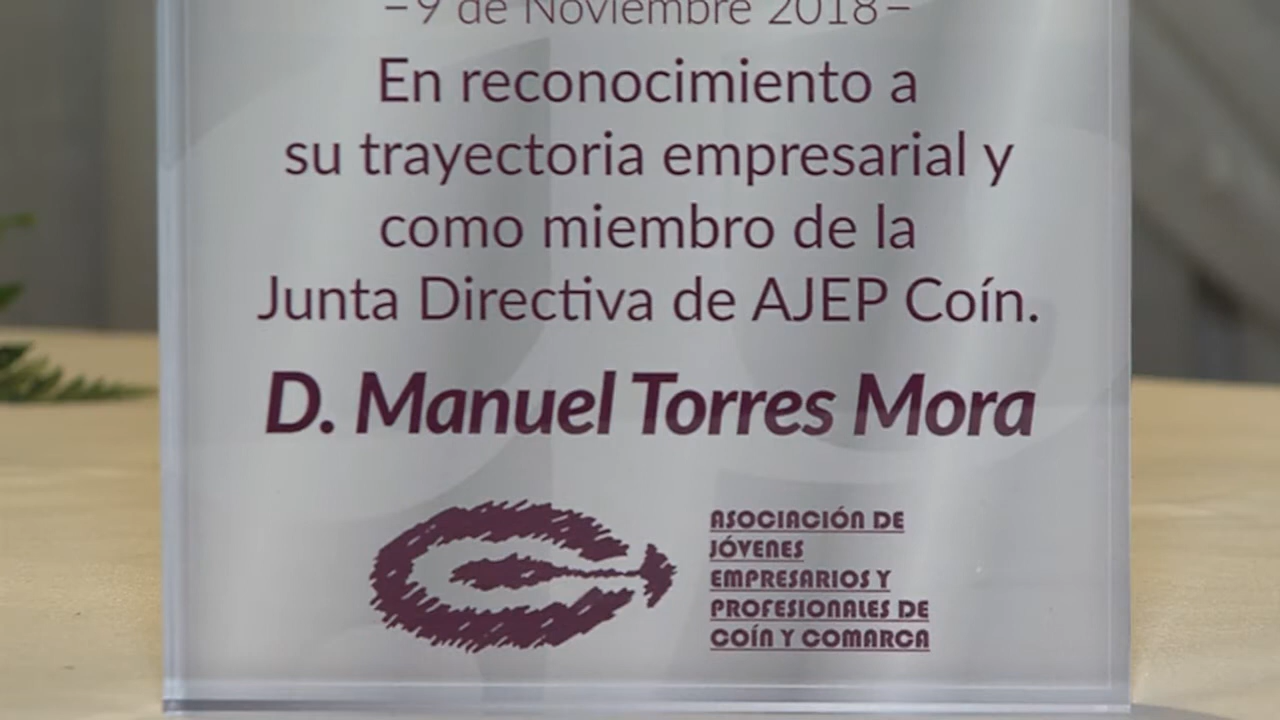 –9 de Noviembre 2018–
En reconocimiento a
su trayectoria empresarial y
como miembro de la
Junta Directiva de AJEP Coín.
D. Manuel Torres Mora
ASOCIACIÓN DE
JÓVENES
EMPRESARIOS Y
PROFESIONALES DE
COÍN Y COMARCA